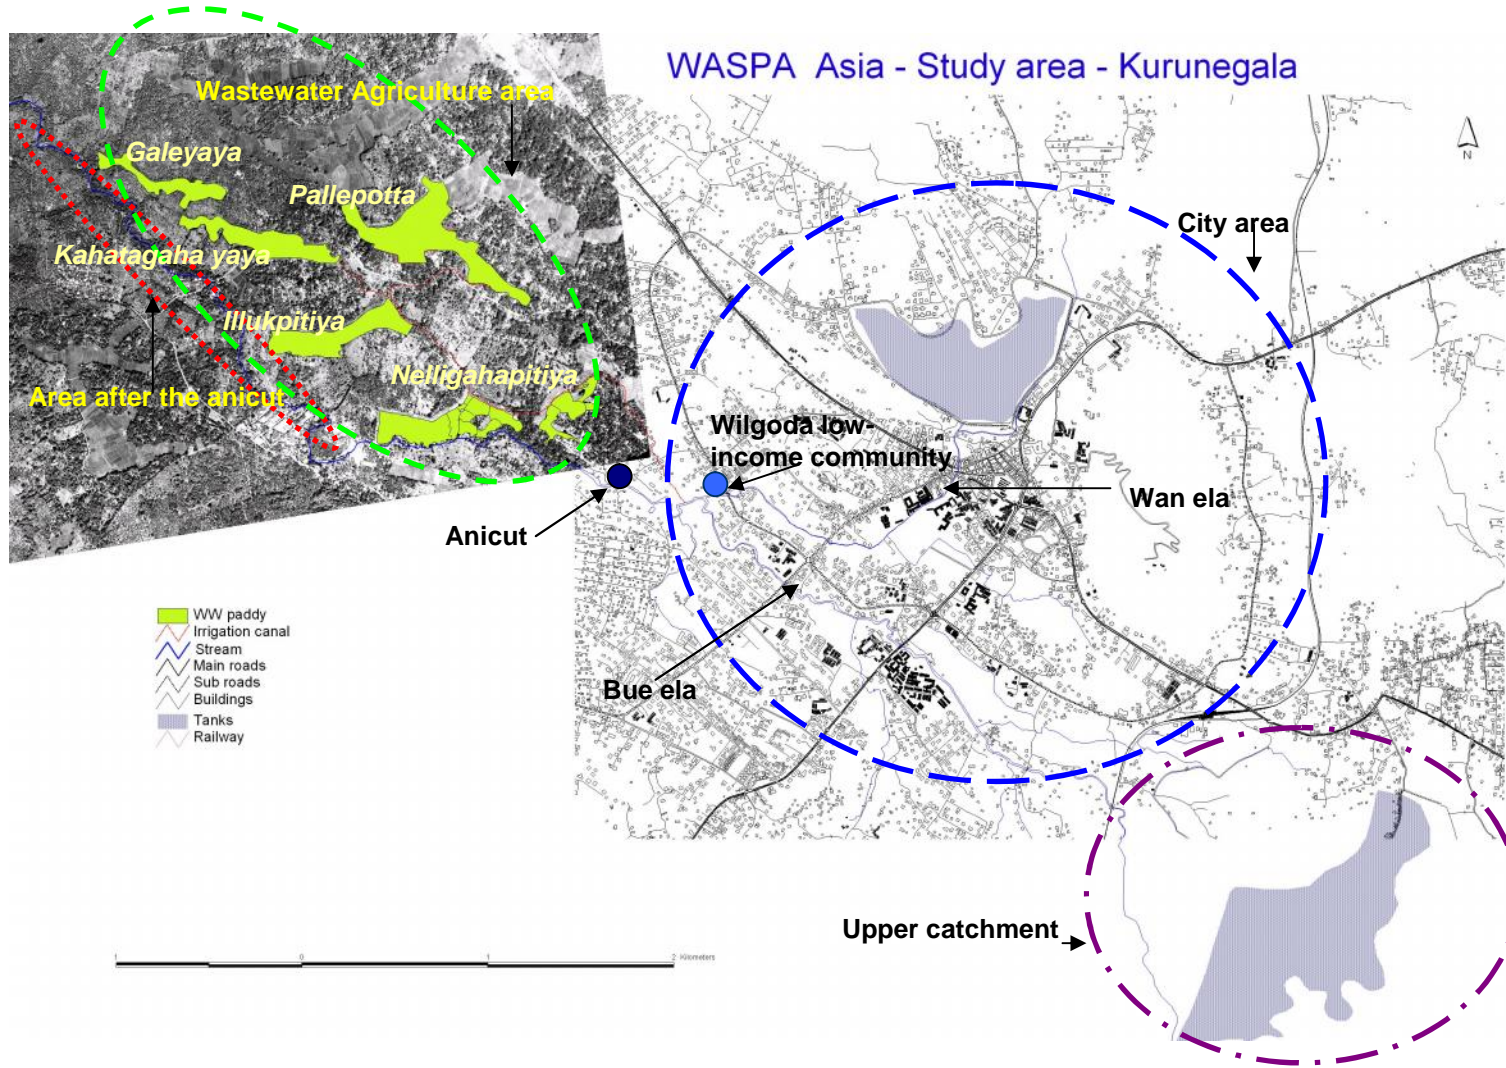 WASPA Asia - Study area - Kurunegala
Wastewater Agriculture area
Galeyaya
Pallepotta
N
City area
Kahatagaha yaya
Illukpitiya
Nelligahapitiya
Area after the anicut
Wilgoda low-
income community
Wan ela
Anicut
Bue ela
WW paddy
Irrigation canal
Stream
Main roads
Sub roads
Buildings
Tanks
Railway
Upper catchment
1 0 1 2 Kilometers